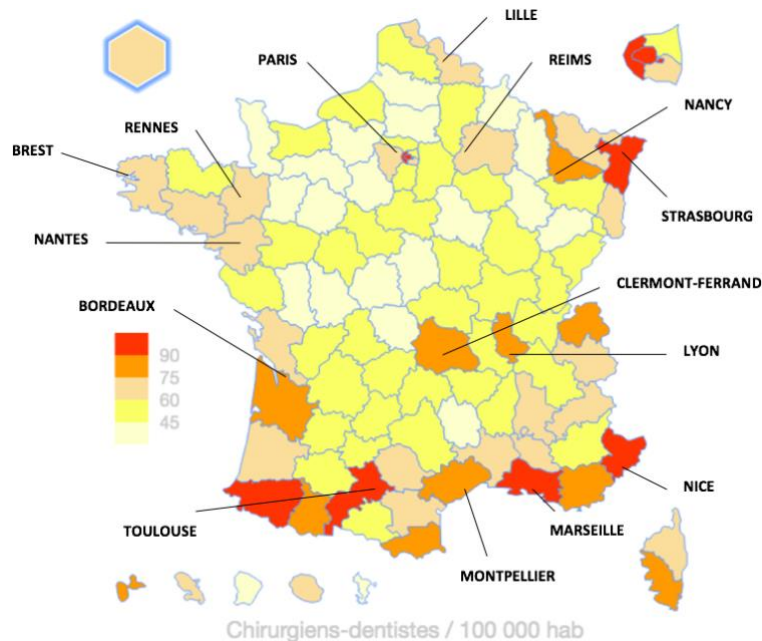 LILLE
PARIS
REIMS
NANCY
RENNES
BREST
STRASBOURG
NANTES
CLERMONT-FERRAND
BORDEAUX
90
75
60
45
LYON
NICE
TOULOUSE
MARSEILLE
MONTPELLIER
Chirurgiens-dentistes / 100 000 hab